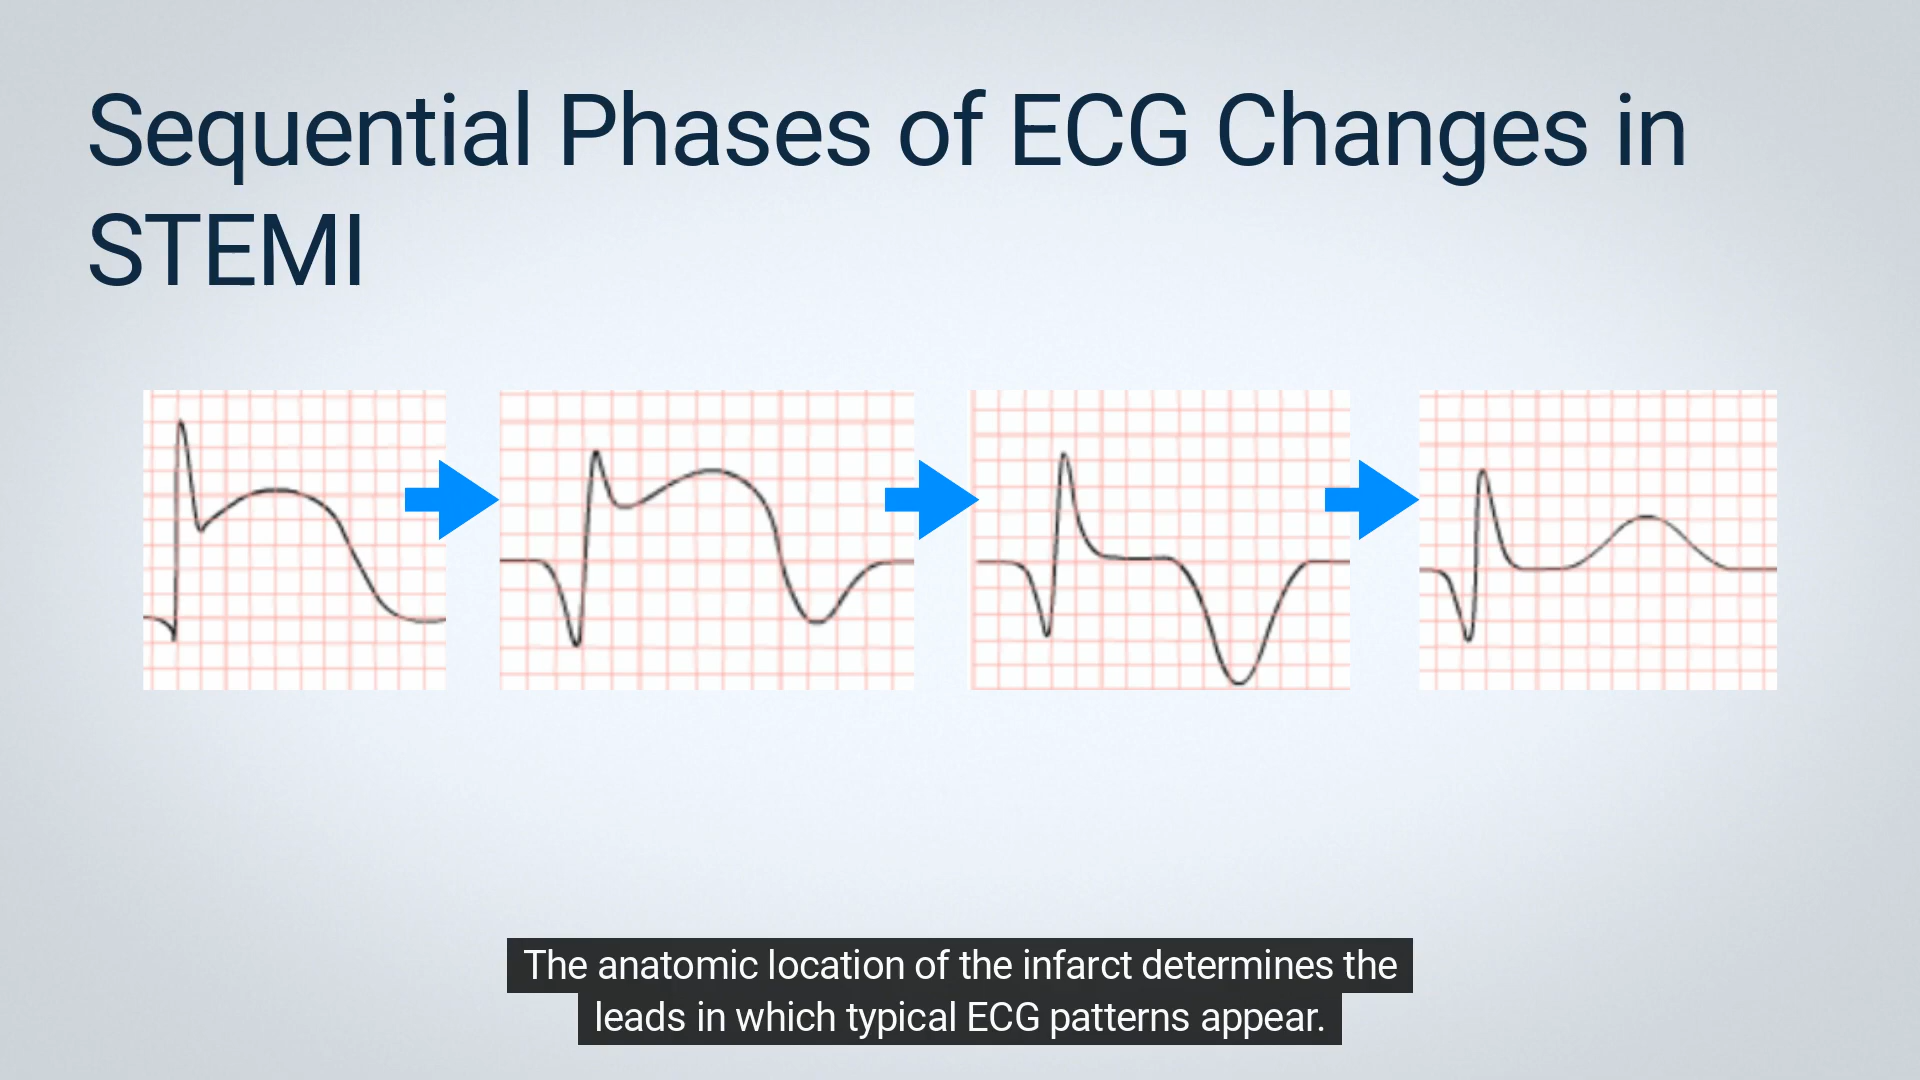 Sequential Phases of ECG Changes in
STEMI
The anatomic location of the infarct determines the
leads in which typical ECG patterns appear.